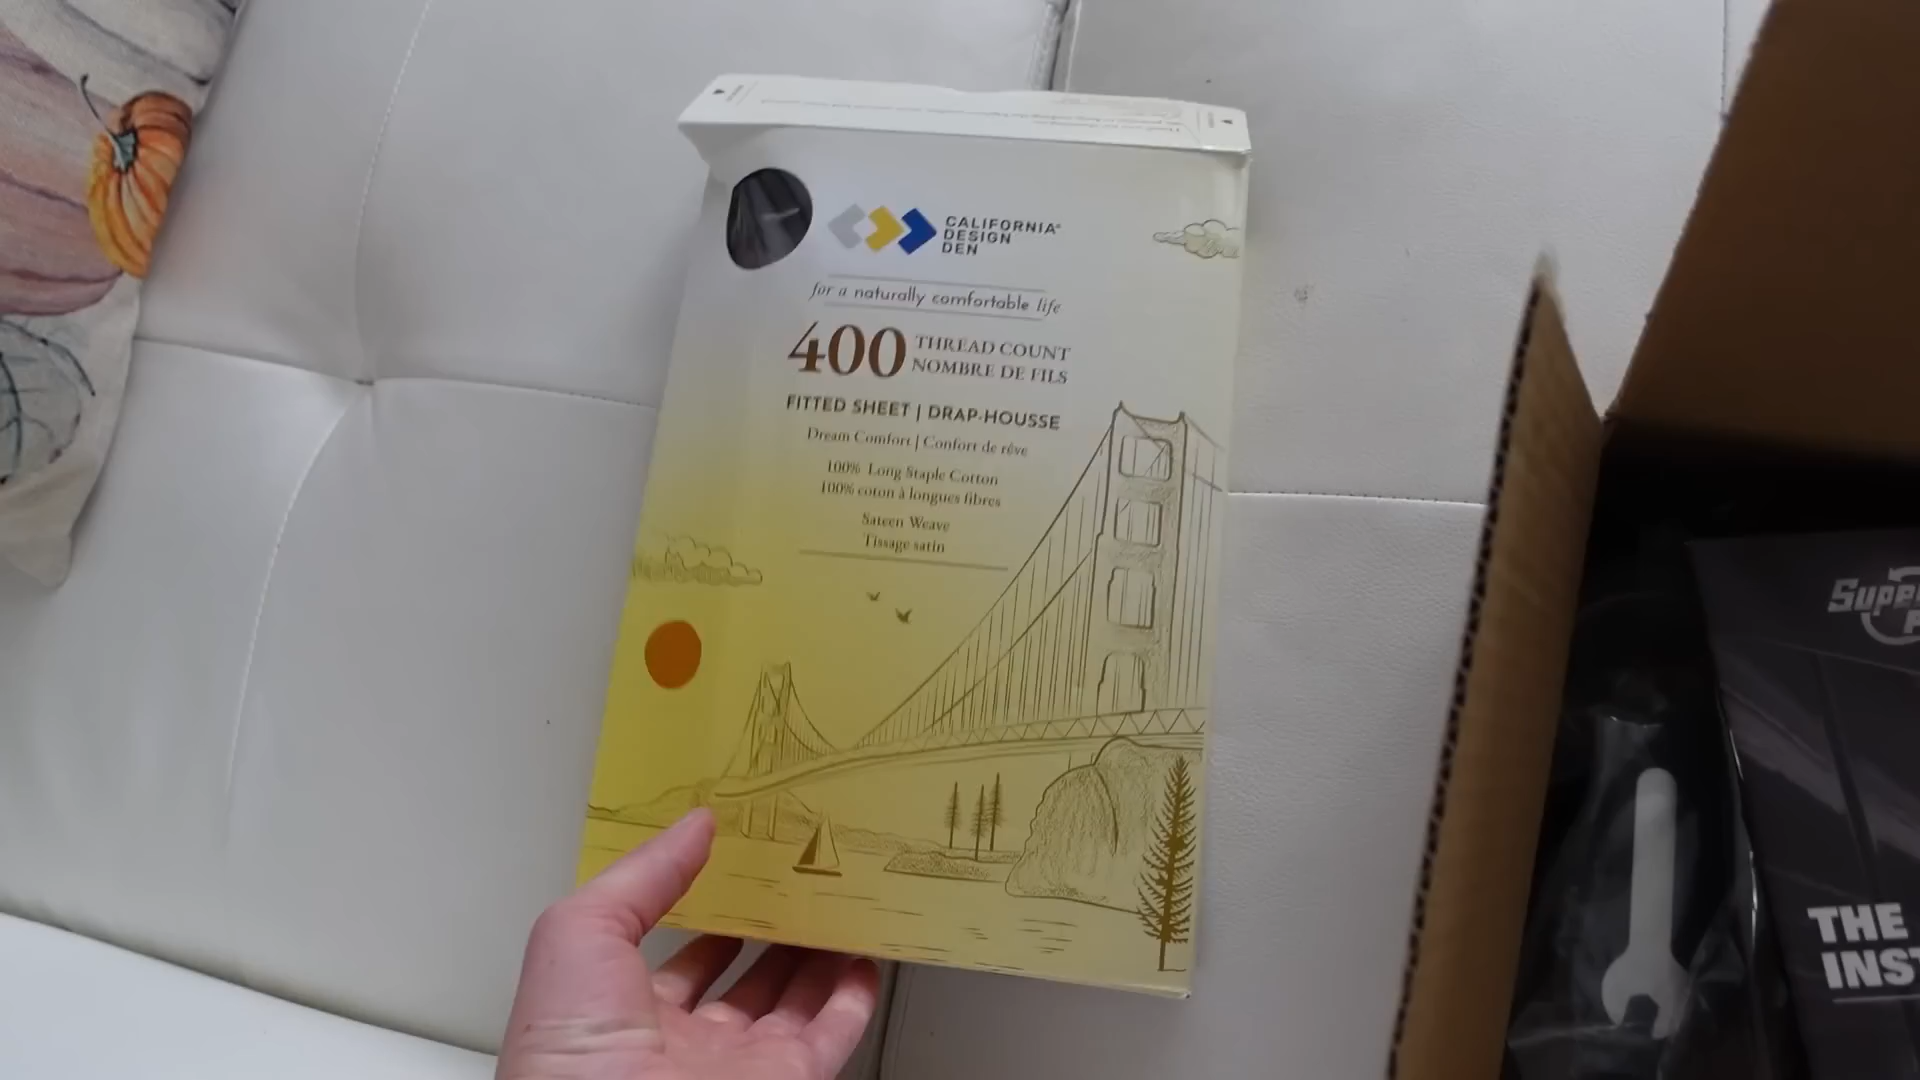 CALIFORNIA
DESIGN
DEN
for a naturally comfortable life
400 THREAD COUNT
NOMBRE DE FILS
FITTED SHEET | DRAP-HOUSSE
Dream Comfort | Confort de rêve
100% Long Staple Cotton
100% coton à longues fibres
Sateen Weave
Tissage satin
THE